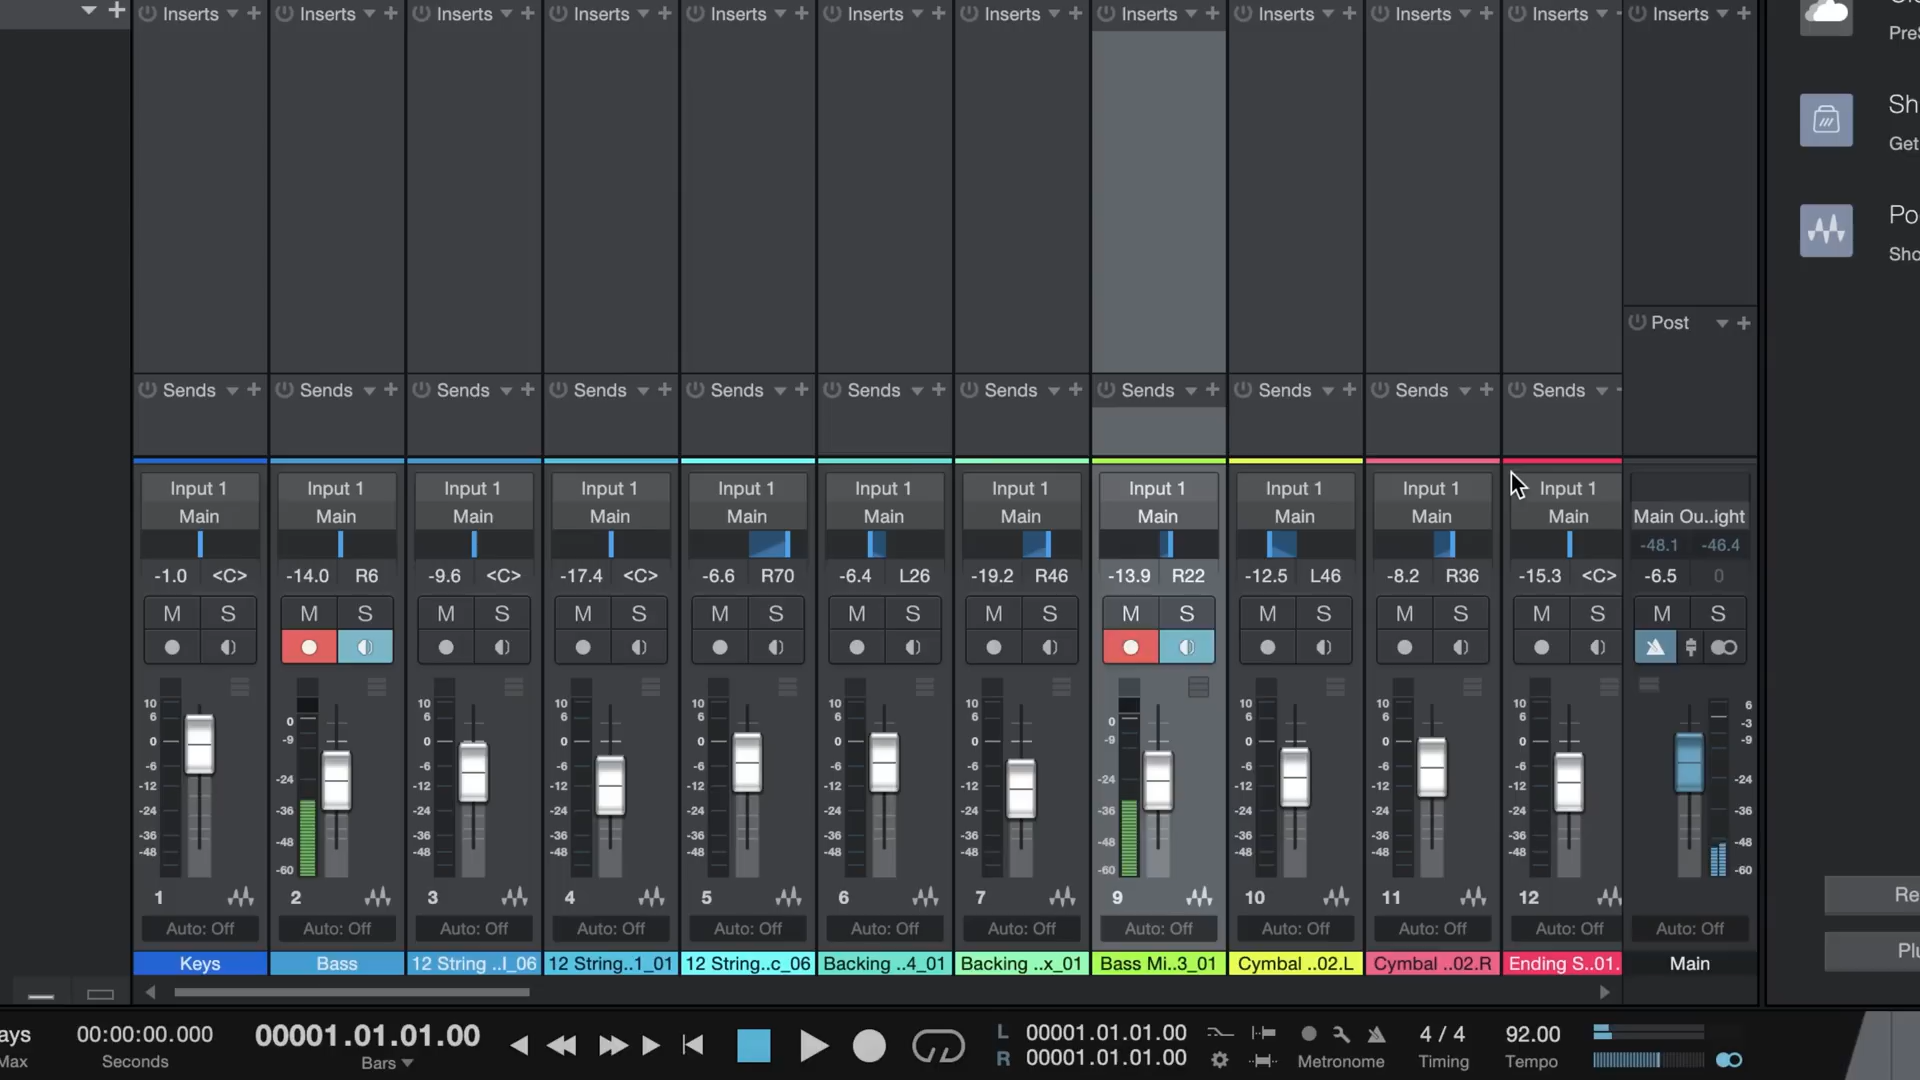 Inserts Inserts Inserts Inserts Inserts Inserts Inserts Inserts Inserts Inserts Inserts Inserts
PreS
Sh
Get
Po
Sho
Post
Sends Sends Sends Sends Sends Sends Sends Sends Sends Sends Sends
Input 1 Input 1 Input 1 Input 1 Input 1 Input 1 Input 1 Input 1 Input 1 Input 1 Input 1
Main Main Main Main Main Main Main Main Main Main Main Main Ou..ight
-48.1 -46.4
-1.0 <C> -14.0 R6 -9.6 <C> -17.4 <C> -6.6 R70 -6.4 L26 -19.2 R46 -13.9 R22 -12.5 L46 -8.2 R36 -15.3 <C> -6.5 0
M S M S M S M S M S M S M S M S M S M S M S M S
10 10 10 10 10 10 10 10 6
6 0 6 6 6 6 6 0 6 6 6 -3
0 -9 0 0 0 0 0 -9 0 0 0 -9
-6 -6 -6 -6 -6 -6 -6 -6 -6
-12 -24 -12 -12 -12 -12 -12 -24 -12 -12 -12 -24
-24 -36 -24 -24 -24 -24 -24 -36 -24 -24 -24 -36
-36 -48 -36 -36 -36 -36 -36 -48 -36 -36 -36 -48
-48 -60 -48 -48 -48 -48 -48 -60 -48 -48 -48 -60
1 2 3 4 5 6 7 9 10 11 12
Re
Auto: Off Auto: Off Auto: Off Auto: Off Auto: Off Auto: Off Auto: Off Auto: Off Auto: Off Auto: Off Auto: Off Auto: Off
Plu
Keys Bass 12 String ..l_06 12 String..1_01 12 String..c_06 Backing ..4_01 Backing ..x_01 Bass Mi..3_01 Cymbal ..02.L Cymbal ..02.R Ending S..01. Main
ays 00:00:00.000 00001.01.01.00 L 00001.01.01.00 4 / 4 92.00
Max Seconds Bars R 00001.01.01.00 Metronome Timing Tempo